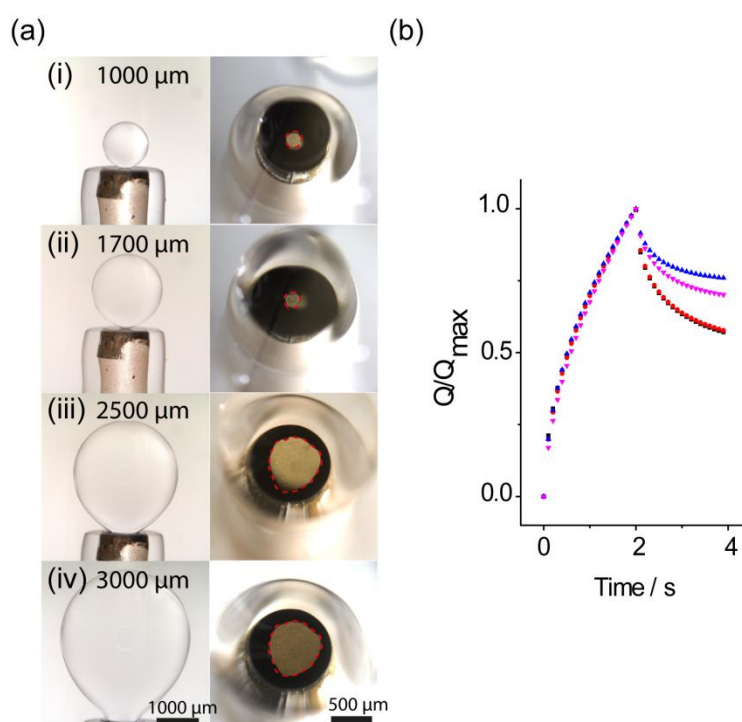 (a)
(b)
(i) 1000 μm
(ii) 1700 μm
(iii) 2500 μm
(iv) 3000 μm
1000 μm
500 μm
Q/Qmax
1.0
0.5
0.0
0 2 4
Time / s